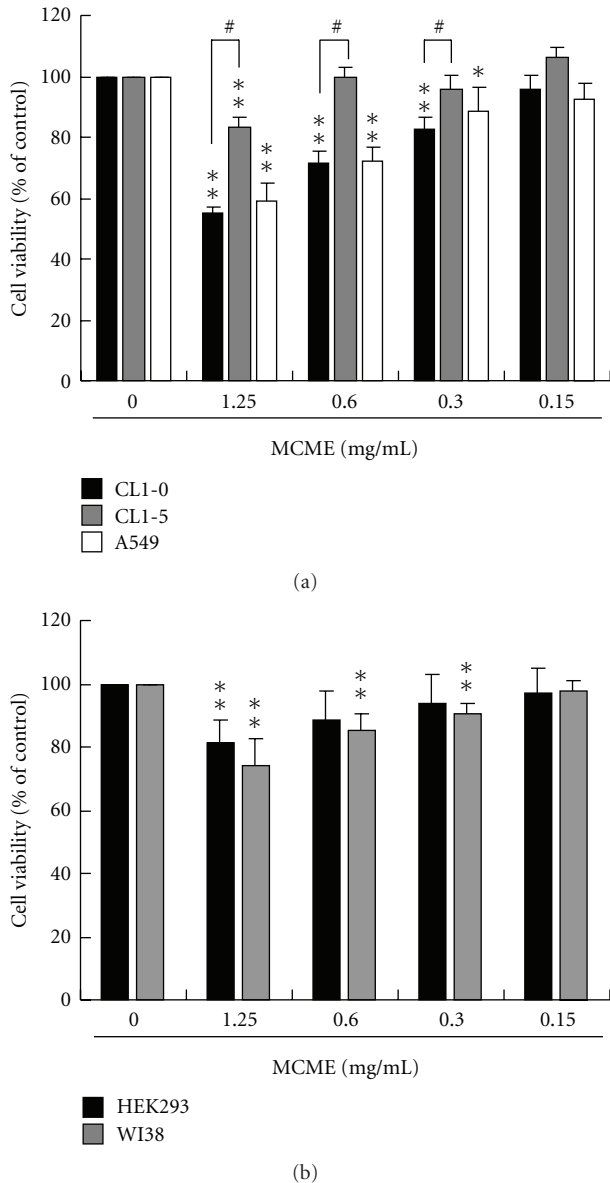 120
100
80
60
40
20
0
Cell viability (% of control)
# # #
** ** **
** ** **
** *
0 1.25 0.6 0.3 0.15
MCME (mg/mL)
CL1-0
CL1-5
A549
(a)
120
100
80
60
40
20
0
Cell viability (% of control)
** ** ** **
0 1.25 0.6 0.3 0.15
MCME (mg/mL)
HEK293
WI38
(b)